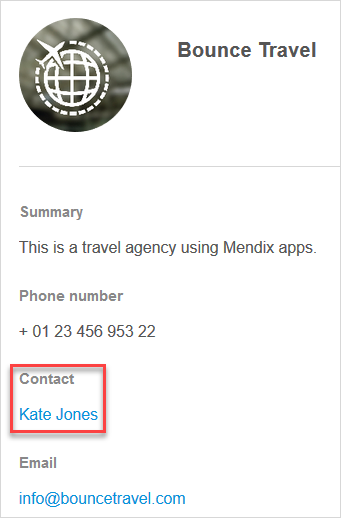 Bounce Travel
Summary
This is a travel agency using Mendix apps.
Phone number
+ 01 23 456 953 22
Contact
Kate Jones
Email
info@bouncetravel.com